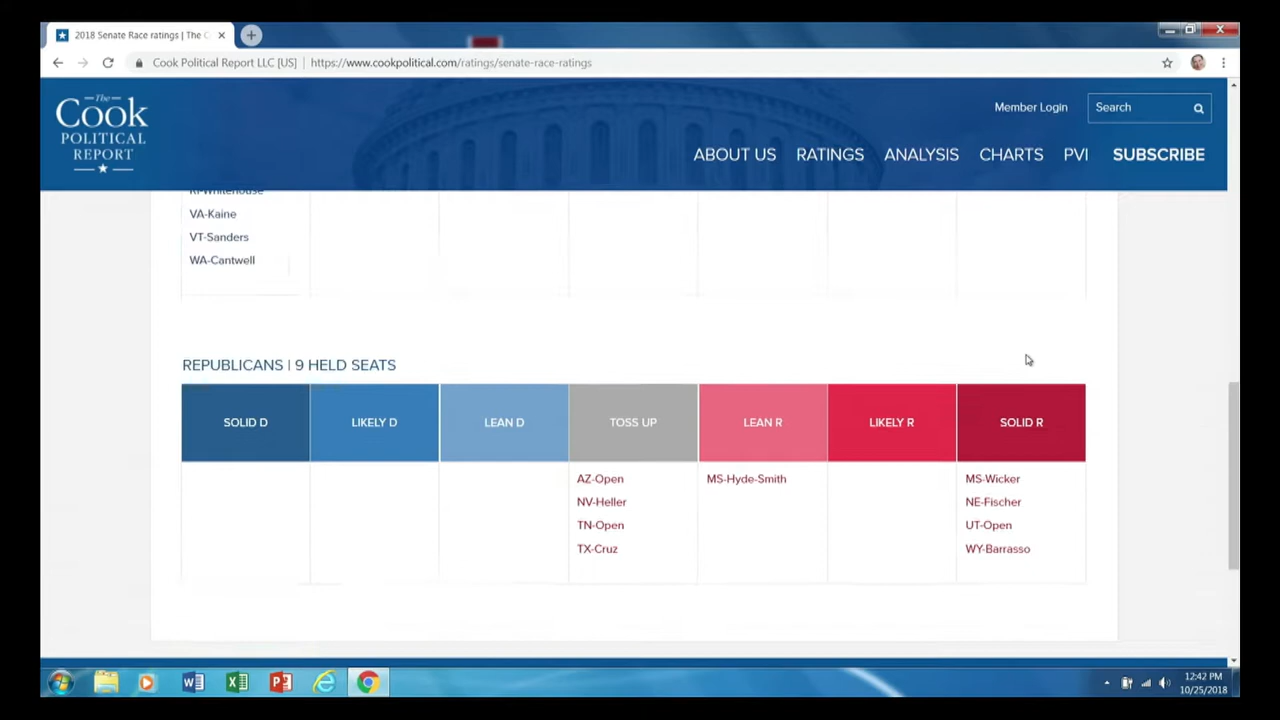 2018 Senate Race ratings | The C
Cook Political Report LLC [US] | https://www.cookpolitical.com/ratings/senate-race-ratings
The
Cook
POLITICAL
REPORT
Member Login
Search
ABOUT US
RATINGS
ANALYSIS
CHARTS
PVI
SUBSCRIBE
RI-Whitehouse
VA-Kaine
VT-Sanders
WA-Cantwell
REPUBLICANS | 9 HELD SEATS
SOLID D
LIKELY D
LEAN D
TOSS UP
LEAN R
LIKELY R
SOLID R
AZ-Open
NV-Heller
TN-Open
TX-Cruz
MS-Hyde-Smith
MS-Wicker
NE-Fischer
UT-Open
WY-Barrasso
12:42 PM
10/25/2018